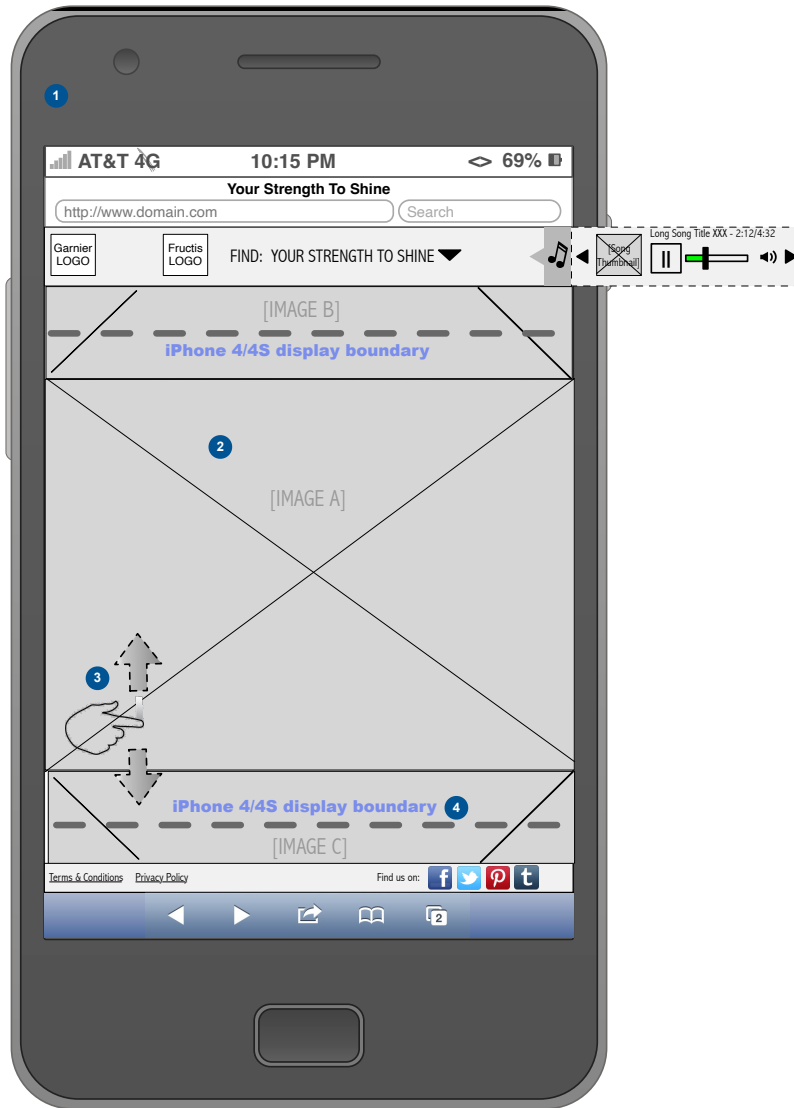 1
AT&T 4G 10:15 PM 69%
Your Strength To Shine
http://www.domain.com Search
Garnier LOGO
Fructis LOGO
FIND: YOUR STRENGTH TO SHINE
[Song Thumbnail]
Long Song Title XXX - 2:12/4:32
[IMAGE B]
iPhone 4/4S display boundary
2
[IMAGE A]
3
iPhone 4/4S display boundary 4
[IMAGE C]
Terms & Conditions Privacy Policy Find us on: f P t
2